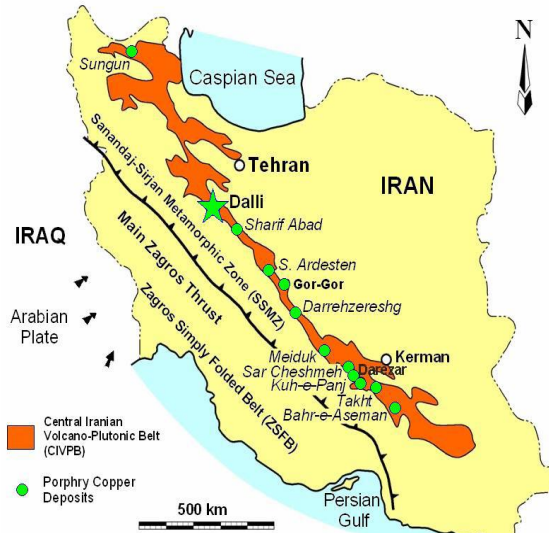 N
Sungun
Caspian Sea
Sanandaj-Sirjan Metamorphic Zone (SSMZ)
Tehran
IRAN
Dalli
IRAQ
Sharif Abad
Main Zagros Thrust
S. Ardesten
Gor-Gor
Arabian
Plate
Zagros Simply Folded Belt (ZSFB)
Darrehzereshg
Meiduk
Kerman
Sar Cheshmeh
Darezar
Kuh-e-Panj
Takht
Bahr-e-Aseman
Central Iranian
Volcano-Plutonic Belt
(CIVPB)
Porphry Copper
Deposits
500 km
Persian
Gulf